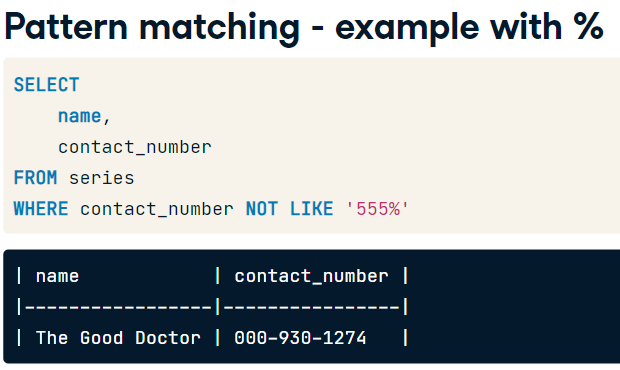 Pattern matching - example with %
SELECT
    name,
    contact_number
FROM series
WHERE contact_number NOT LIKE '555%'
| name            | contact_number |
|-----------------|----------------|
| The Good Doctor | 000-930-1274   |